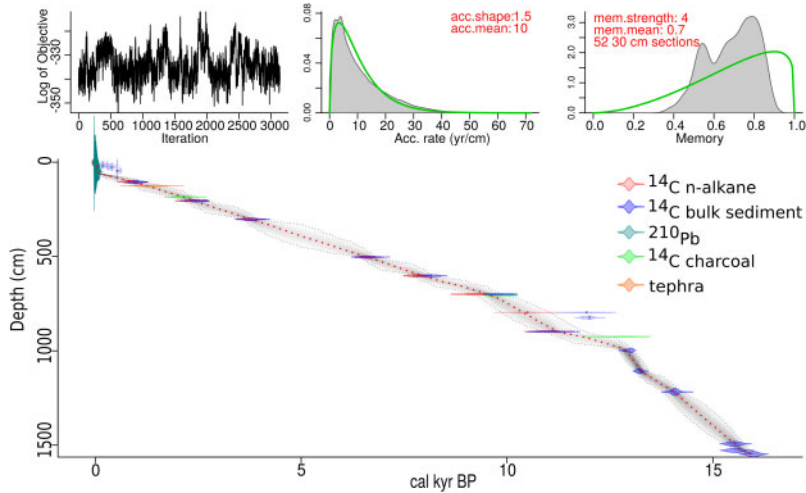 Log of Objective
-330
-350
0 500 1000 1500 2000 2500 3000
Iteration
acc.shape:1.5
acc.mean: 10
0.00 0.04 0.08
0 10 20 30 40 50 60 70
Acc. rate (yr/cm)
mem.strength: 4
mem.mean: 0.7
52 30 cm sections
0.0 1.0 2.0 3.0
0.0 0.2 0.4 0.6 0.8 1.0
Memory
Depth (cm)
0
500
1000
1500
14C n-alkane
14C bulk sediment
210Pb
14C charcoal
tephra
0 5 10 15
cal kyr BP